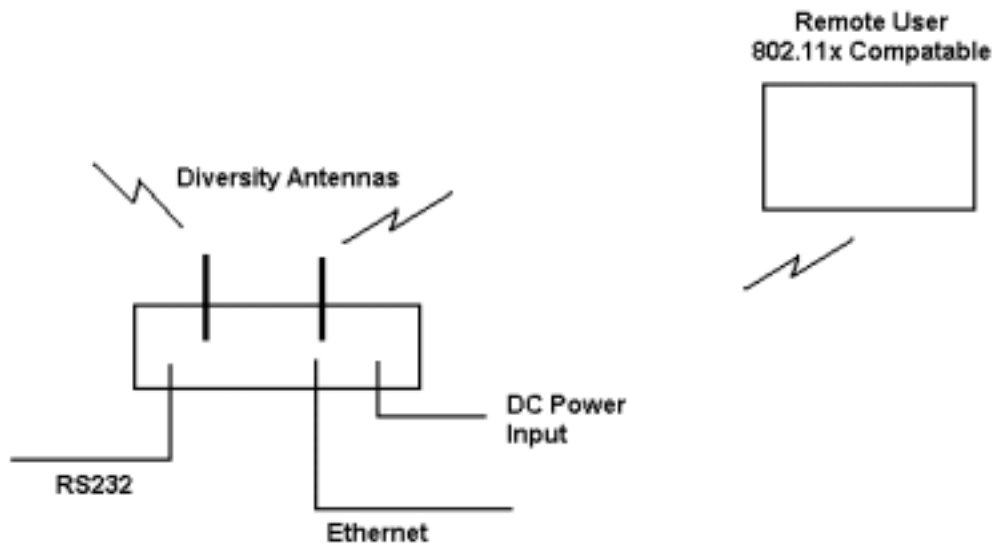 Remote User
802.11x Compatable
Diversity Antennas
DC Power
Input
RS232
Ethernet